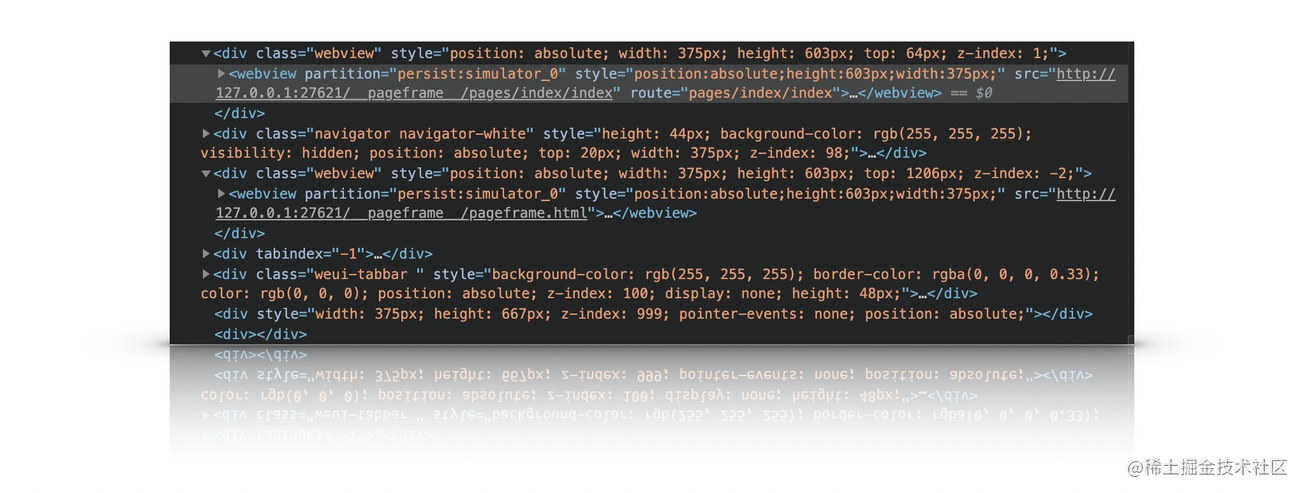 ▼<div class="webview" style="position: absolute; width: 375px; height: 603px; top: 64px; z-index: 1;">
▶<webview partition="persist:simulator_0" style="position:absolute;height:603px;width:375px;" src="http://
127.0.0.1:27621/__pageframe__/pages/index/index" route="pages/index/index">…</webview> == $0
</div>
▶<div class="navigator navigator-white" style="height: 44px; background-color: rgb(255, 255, 255);
visibility: hidden; position: absolute; top: 20px; width: 375px; z-index: 98;">…</div>
▼<div class="webview" style="position: absolute; width: 375px; height: 603px; top: 1206px; z-index: -2;">
▶<webview partition="persist:simulator_0" style="position:absolute;height:603px;width:375px;" src="http://
127.0.0.1:27621/__pageframe__/pageframe.html">…</webview>
</div>
▶<div tabindex="-1">…</div>
▶<div class="weui-tabbar " style="background-color: rgb(255, 255, 255); border-color: rgba(0, 0, 0, 0.33);
color: rgb(0, 0, 0); position: absolute; z-index: 100; display: none; height: 48px;">…</div>
<div style="width: 375px; height: 667px; z-index: 999; pointer-events: none; position: absolute;"></div>
<div></div>
@稀土掘金技术社区